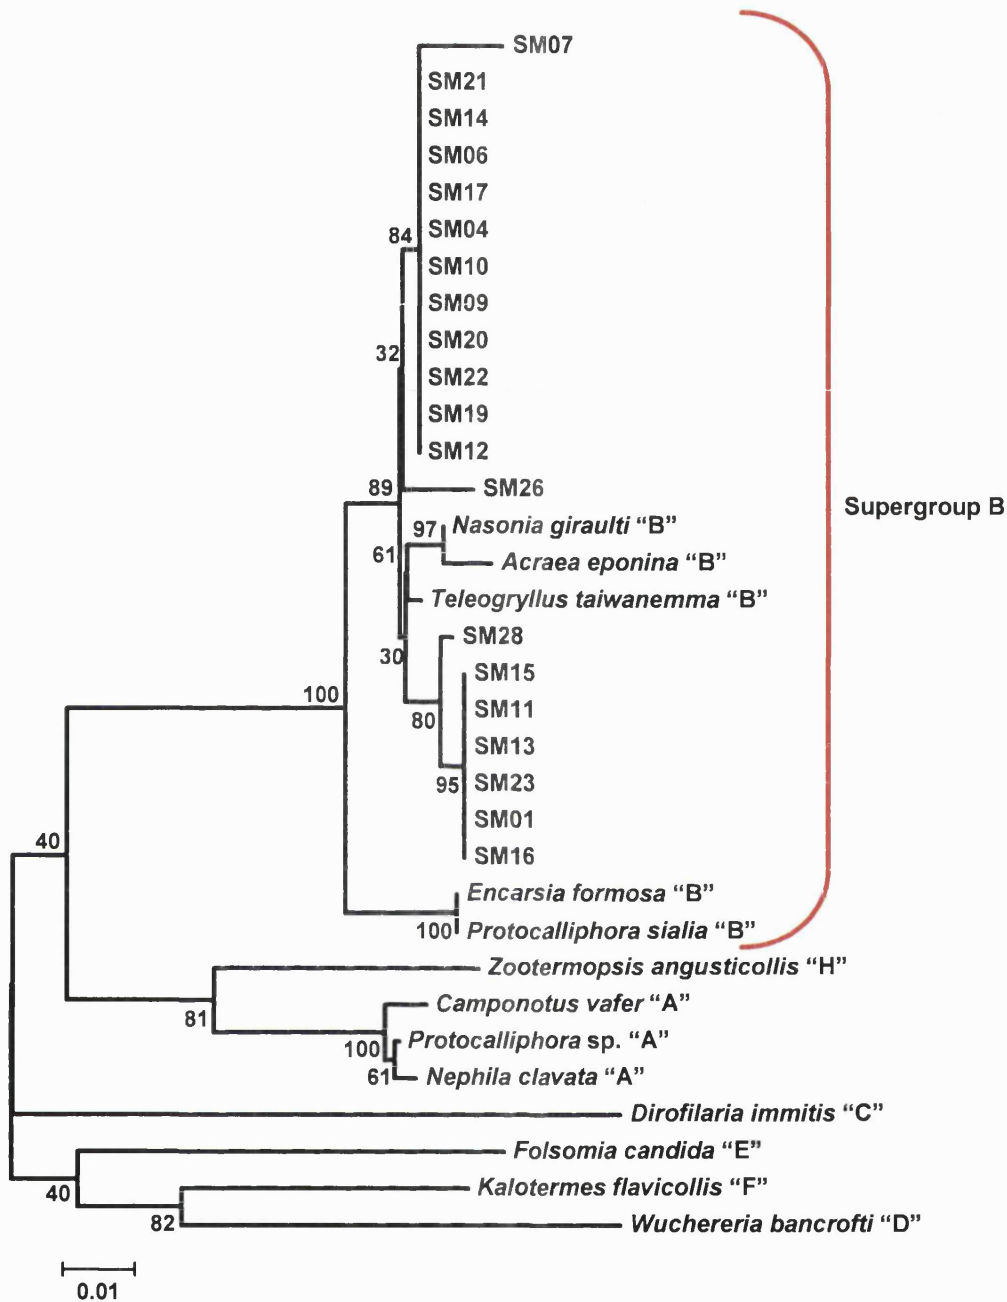 SM07
SM21
SM14
SM06
SM17
84
SM04
SM10
SM09
SM20
32
SM22
SM19
SM12
89
SM26
Supergroup B
97
Nasonia giraulti “B”
61
Acraea eponina “B”
Teleogryllus taiwanemma “B”
SM28
30
SM15
100
SM11
80
SM13
95
SM23
SM01
40
SM16
Encarsia formosa “B”
100
Protocalliphora sialia “B”
Zootermopsis angusticollis “H”
Camponotus vafer “A”
81
Protocalliphora sp. “A”
100
61
Nephila clavata “A”
Dirofilaria immitis “C”
Folsomia candida “E”
40
Kalotermes flavicollis “F”
82
Wuchereria bancrofti “D”
0.01